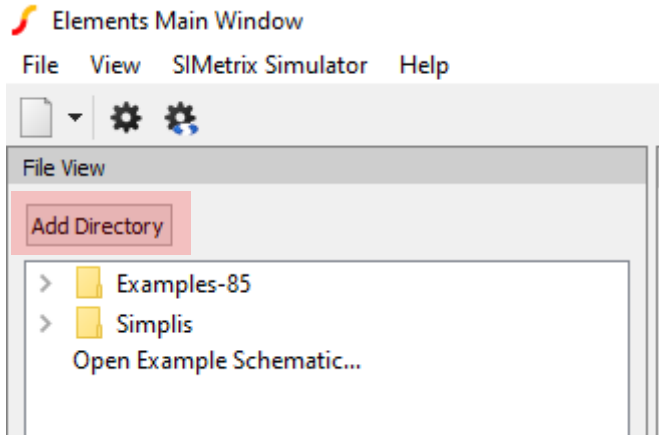 Elements Main Window
File View SIMetrix Simulator Help
File View
Add Directory
Examples-85
Simplis
Open Example Schematic...